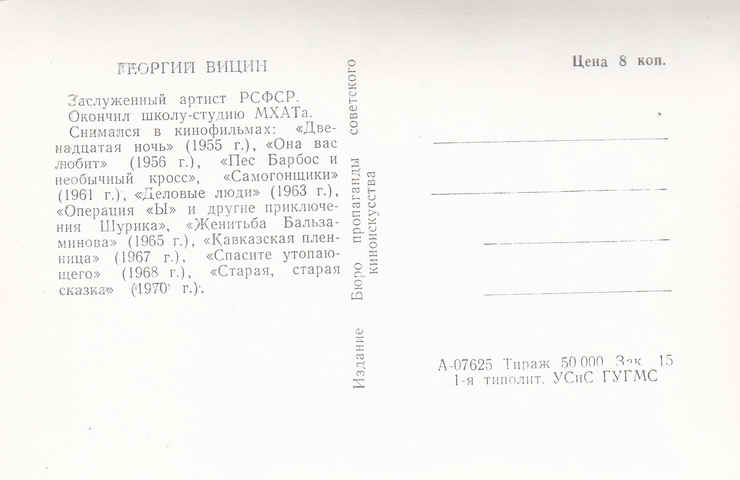 ГЕОРГИЙ ВИЦИН
Заслуженный артист РСФСР.
Окончил школу-студию МХАТа.
Снимался в кинофильмах: «Две-
надцатая ночь» (1955 г.), «Она вас
любит» (1956 г.), «Пес Барбос и
необычный кросс», «Самогонщики»
(1961 г.), «Деловые люди» (1963 г.),
«Операция «Ы» и другие приключе-
ния Шурика», «Женитьба Бальза-
минова» (1965 г.), «Кавказская плен-
ница» (1967 г.), «Спасите утопаю-
щего» (1968 г.), «Старая, старая
сказка» (1970 г.).
Издание Бюро пропаганды советского
киноискусства
Цена 8 коп.
А-07625 Тираж 50 000 Зак. 15
1-я типолит. УСиС ГУГМС